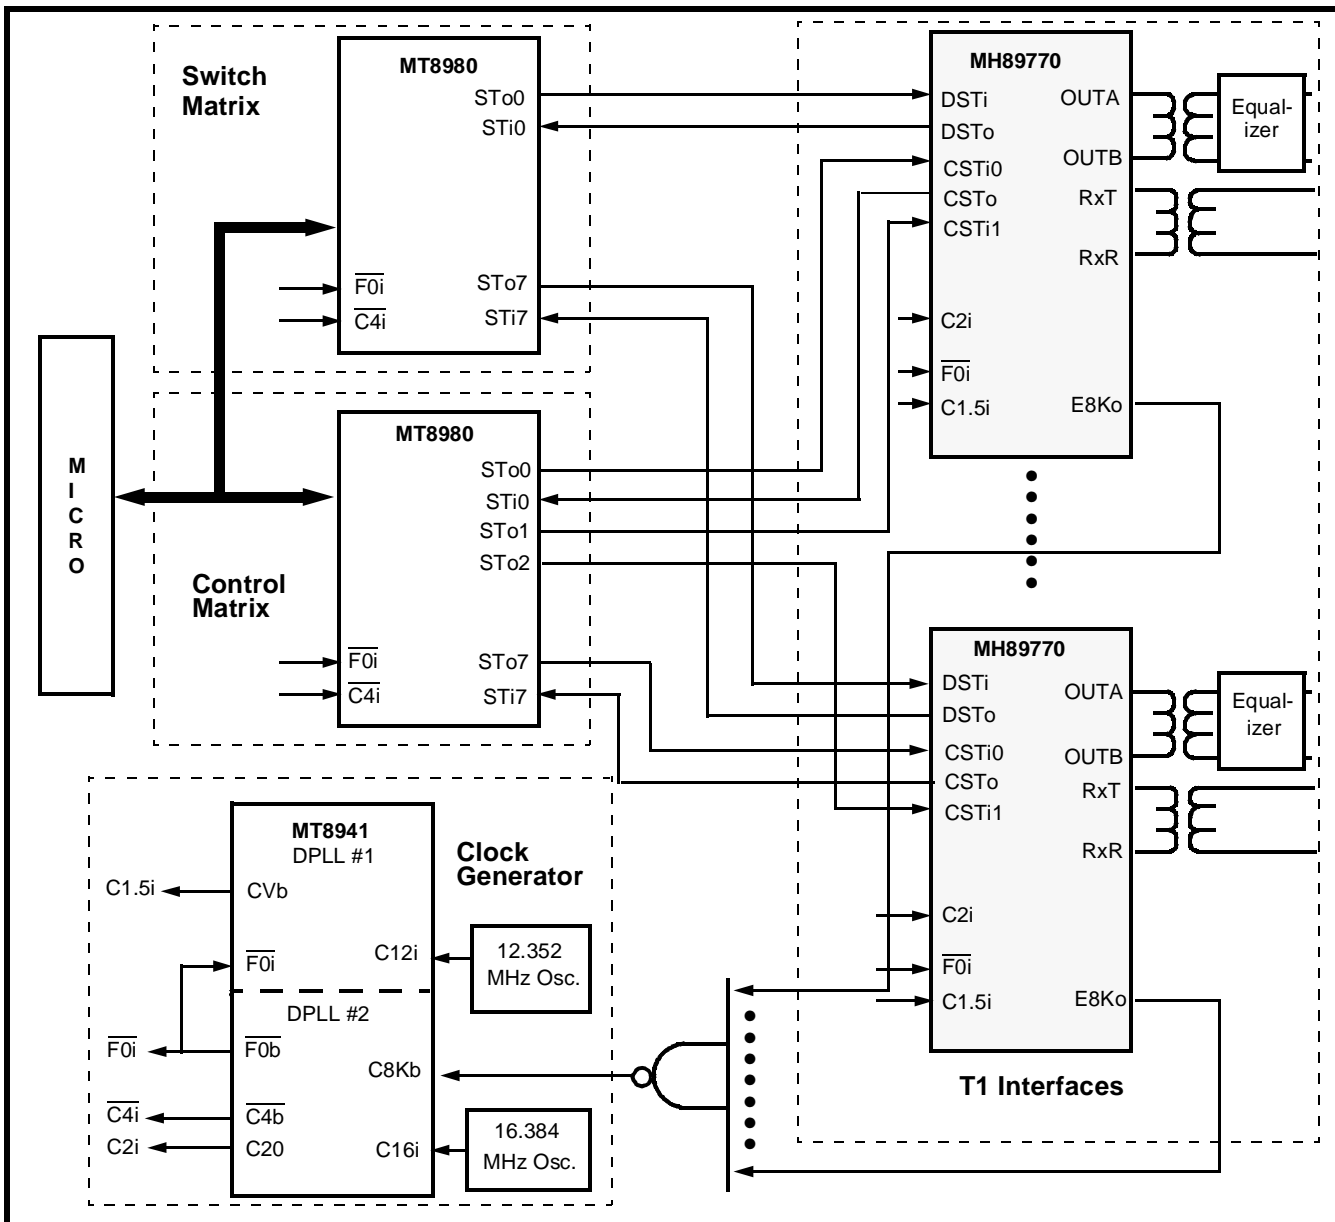 Switch
Matrix
MT8980
STo0
STi0
F0i
C4i
STo7
STi7
MH89770
DSTi
DSTo
CSTi0
CSTo
CSTi1
C2i
F0i
C1.5i
OUTA
OUTB
RxT
RxR
E8Ko
Equal-
izer
M
I
C
R
O
Control
Matrix
MT8980
STo0
STi0
STo1
STo2
F0i
C4i
STo7
STi7
MH89770
DSTi
DSTo
CSTi0
CSTo
CSTi1
C2i
F0i
C1.5i
OUTA
OUTB
RxT
RxR
E8Ko
Equal-
izer
T1 Interfaces
MT8941
DPLL #1
Clock
Generator
C1.5i
CVb
F0i
C12i
12.352
MHz Osc.
DPLL #2
F0i
F0b
C8Kb
C4i
C4b
C2i
C20
C16i
16.384
MHz Osc.